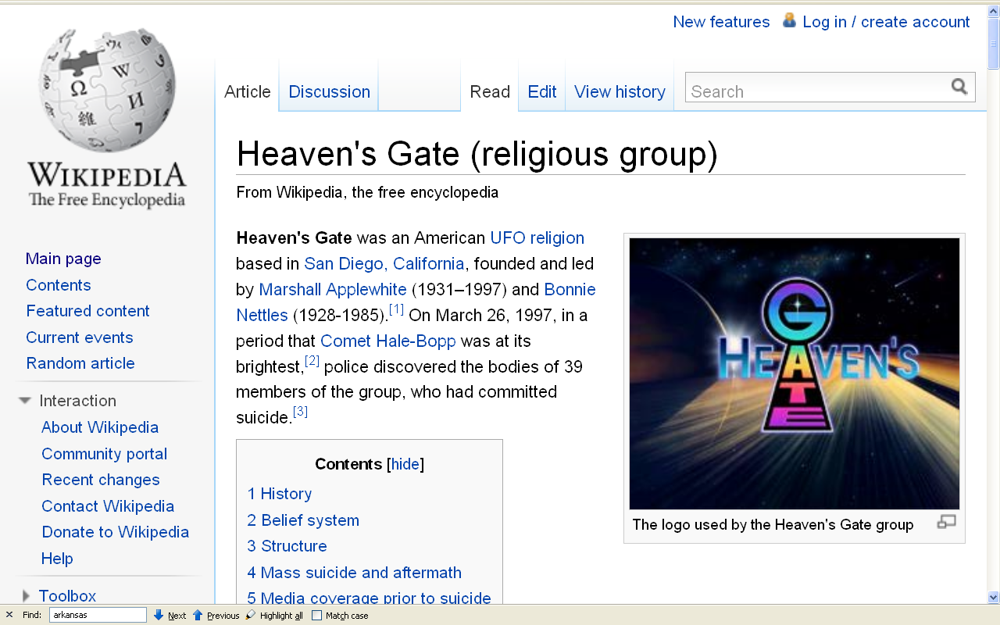 New features Log in / create account
Article Discussion Read Edit View history Search
WIKIPEDIA
The Free Encyclopedia
Main page
Contents
Featured content
Current events
Random article
Interaction
About Wikipedia
Community portal
Recent changes
Contact Wikipedia
Donate to Wikipedia
Help
Toolbox
Heaven's Gate (religious group)
From Wikipedia, the free encyclopedia
Heaven's Gate was an American UFO religion
based in San Diego, California, founded and led
by Marshall Applewhite (1931–1997) and Bonnie
Nettles (1928-1985).[1] On March 26, 1997, in a
period that Comet Hale-Bopp was at its
brightest,[2] police discovered the bodies of 39
members of the group, who had committed
suicide.[3]
HEAVEN'S
GATE
The logo used by the Heaven's Gate group
Contents [hide]
1 History
2 Belief system
3 Structure
4 Mass suicide and aftermath
5 Media coverage prior to suicide
Find: arkansas Next Previous Highlight all Match case